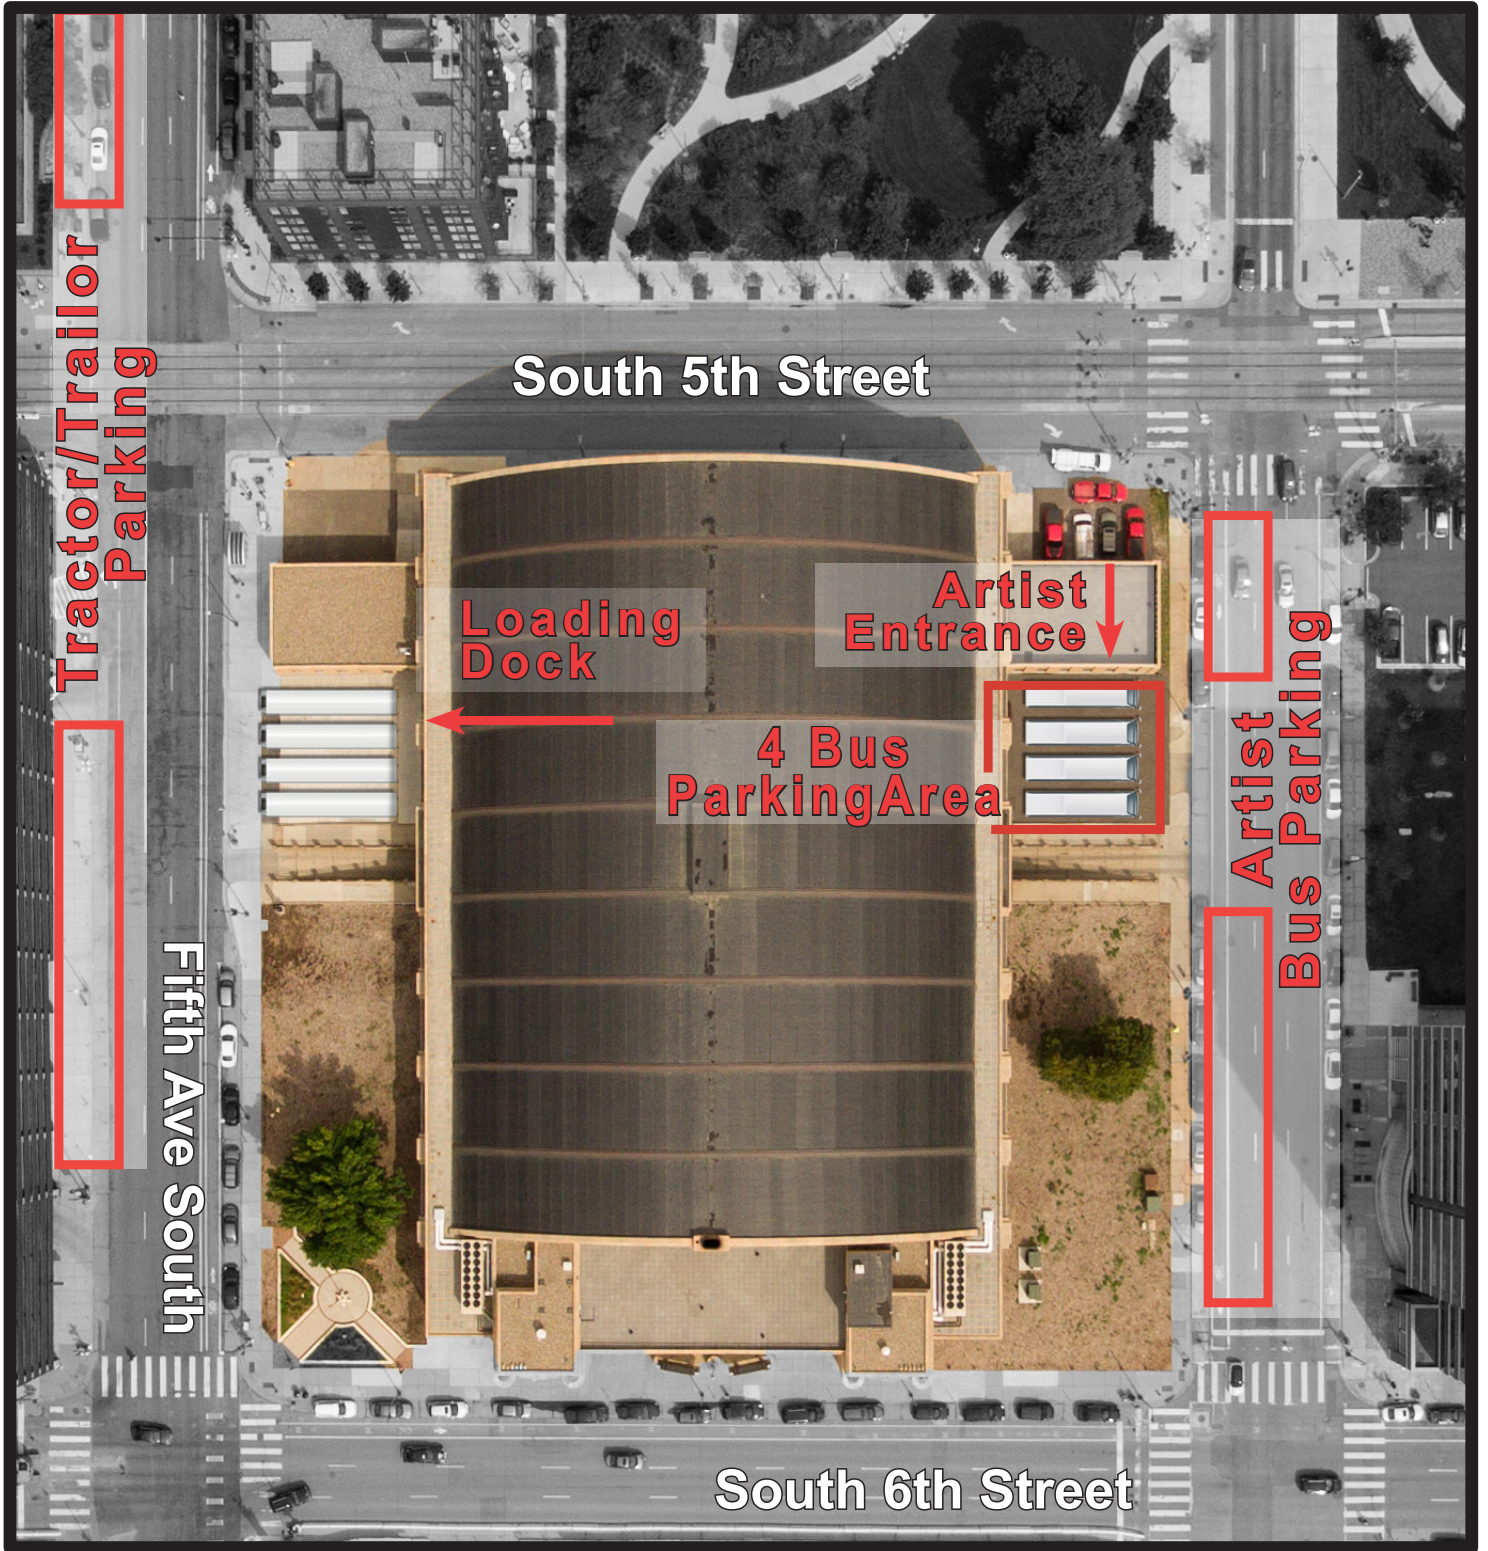 Tractor/Trailor
Parking
South 5th Street
Loading
Dock
Artist
Entrance
4 Bus
ParkingArea
Artist
Bus Parking
Fifth Ave South
South 6th Street